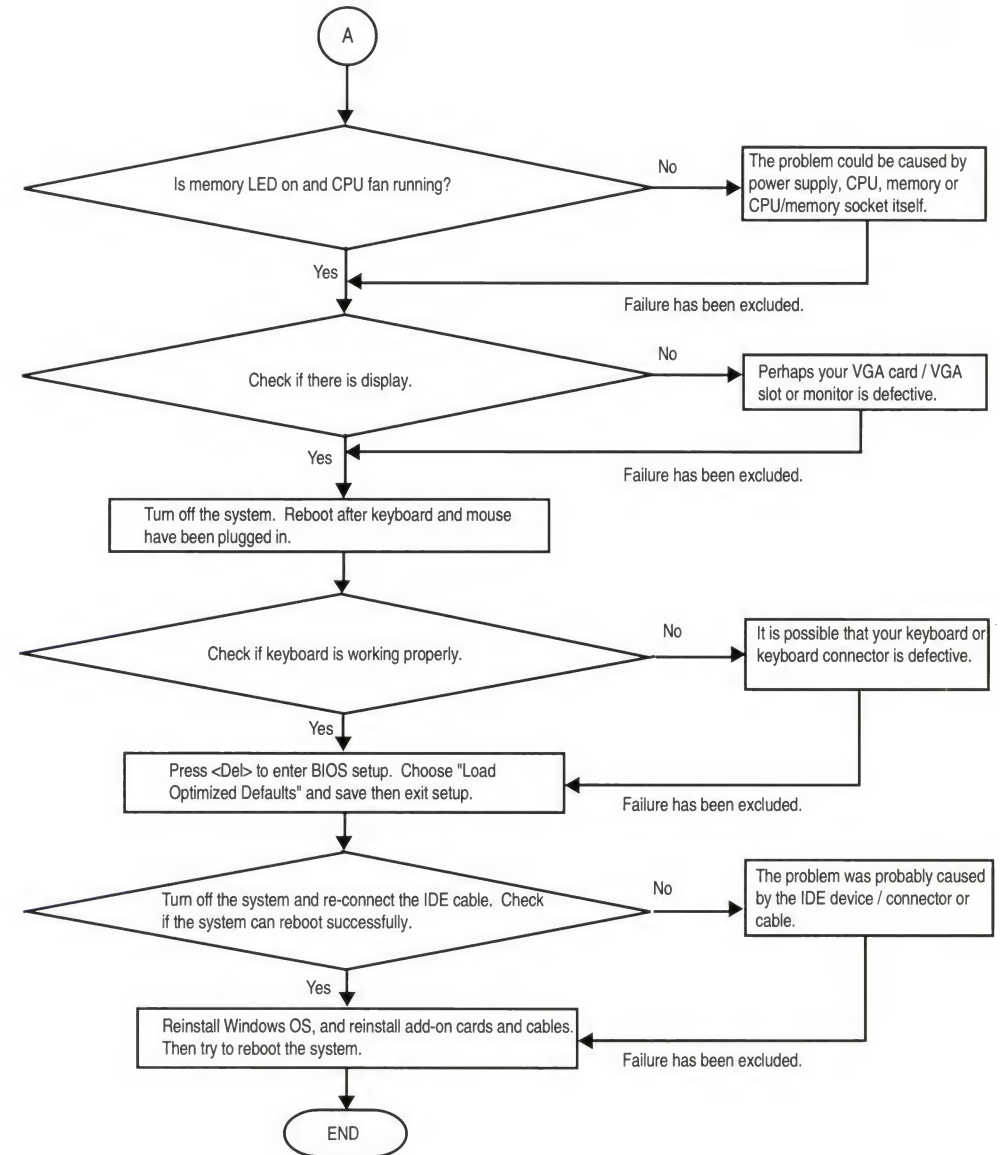 A
Is memory LED on and CPU fan running?
No
The problem could be caused by
power supply, CPU, memory or
CPU/memory socket itself.
Yes
Failure has been excluded.
Check if there is display.
No
Perhaps your VGA card / VGA
slot or monitor is defective.
Yes
Failure has been excluded.
Turn off the system.  Reboot after keyboard and mouse
have been plugged in.
Check if keyboard is working properly.
No
It is possible that your keyboard or
keyboard connector is defective.
Yes
Press <Del> to enter BIOS setup.  Choose "Load
Optimized Defaults" and save then exit setup.
Failure has been excluded.
Turn off the system and re-connect the IDE cable.  Check
if the system can reboot successfully.
No
The problem was probably caused
by the IDE device / connector or
cable.
Yes
Reinstall Windows OS, and reinstall add-on cards and cables.
Then try to reboot the system.
Failure has been excluded.
END